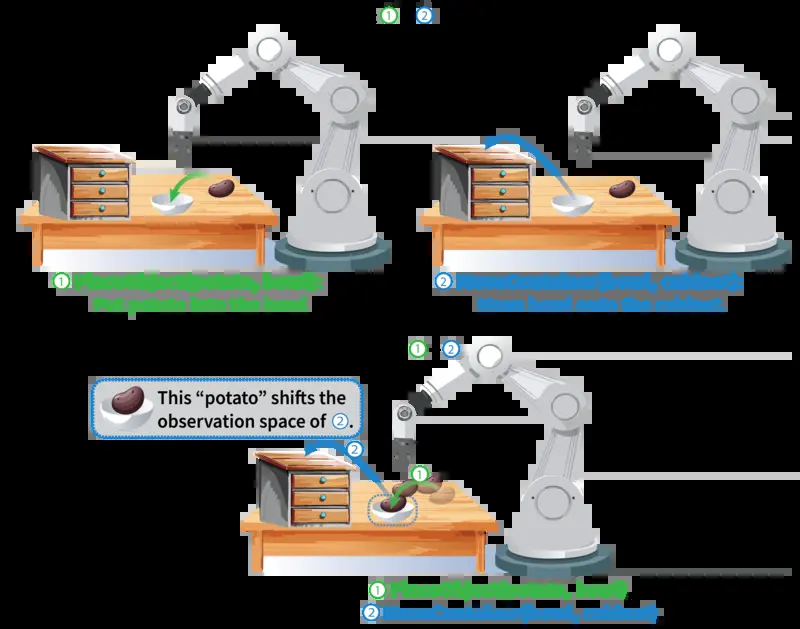 ① ②
① PlaceObject(potato, bowl):
Put potato into the bowl
② MoveContainer(bowl, cabinet):
Move bowl onto the cabinet.
① ②
This “potato” shifts the
observation space of ②.
②
①
① PlaceObject(potato, bowl)
② MoveContainer(bowl, cabinet)